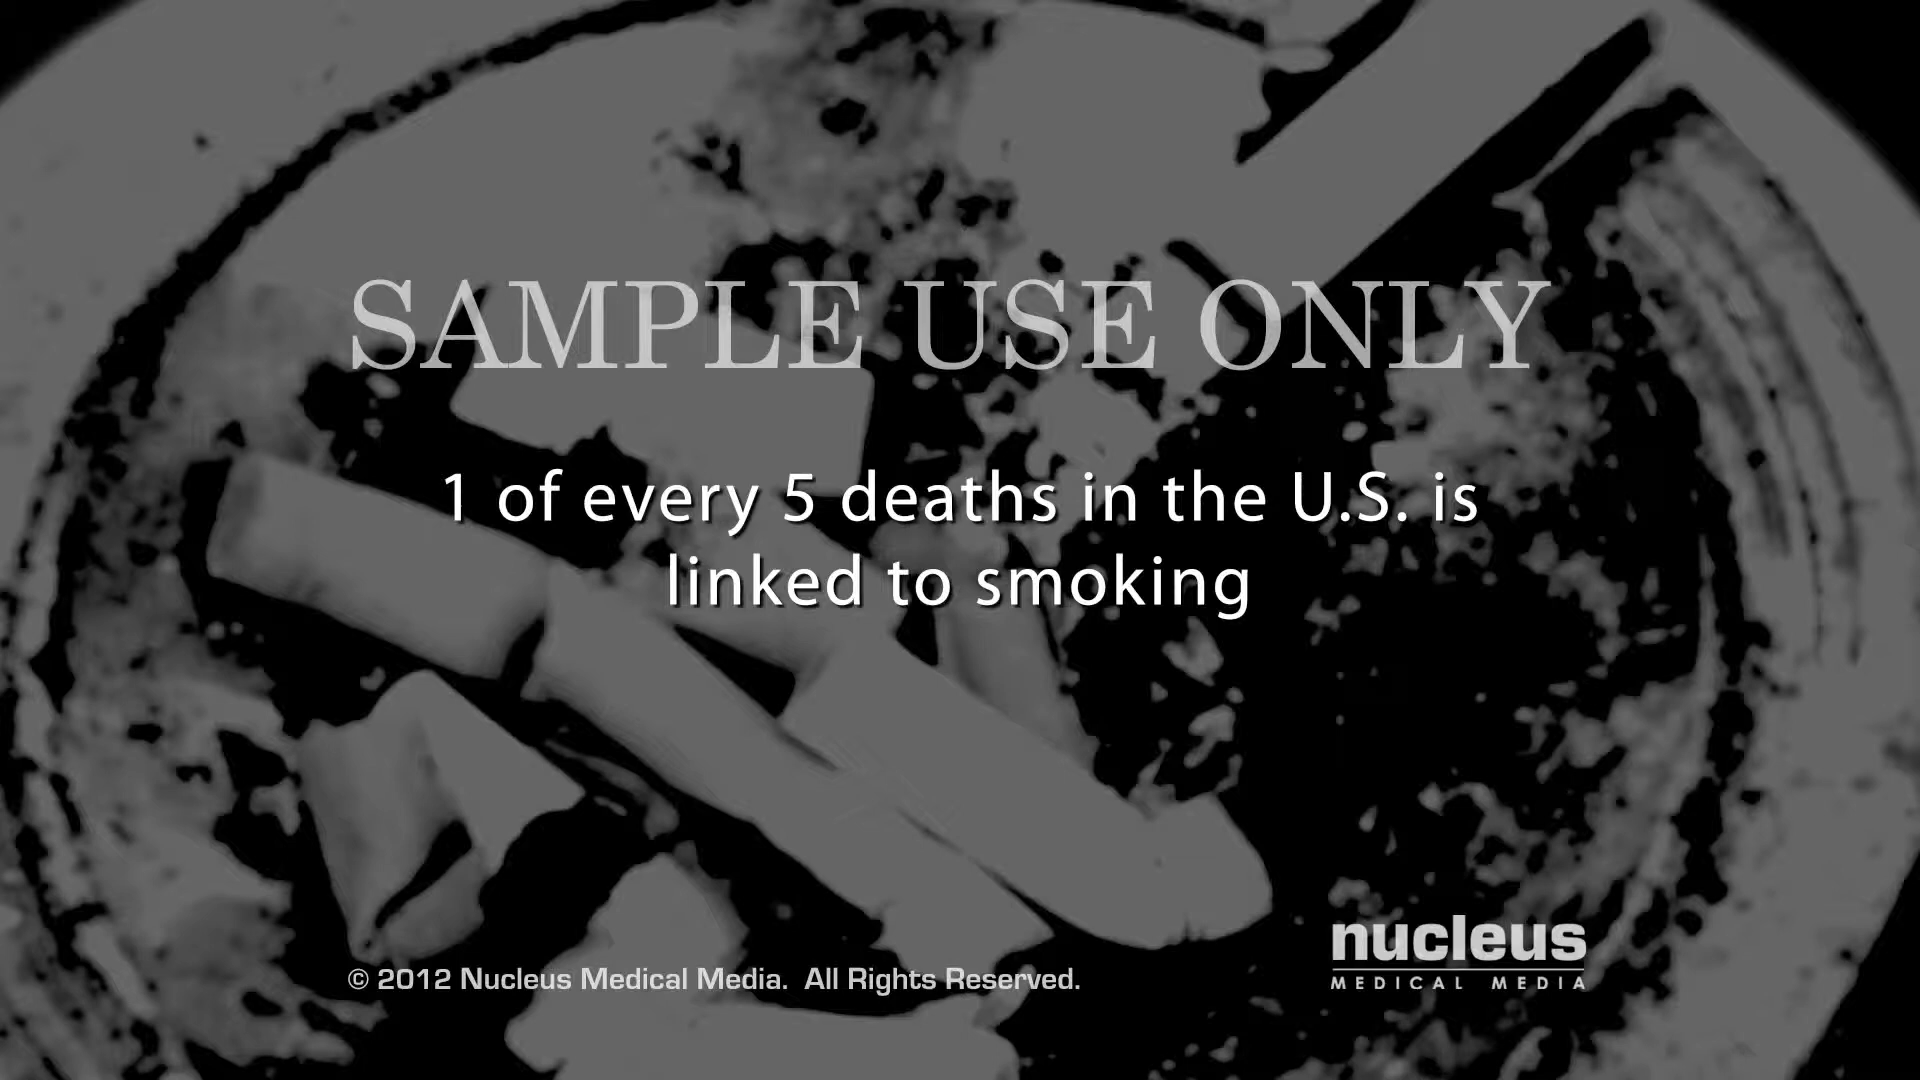 SAMPLE USE ONLY
1 of every 5 deaths in the U.S. is
linked to smoking
© 2012 Nucleus Medical Media. All Rights Reserved.
nucleus
MEDICAL MEDIA